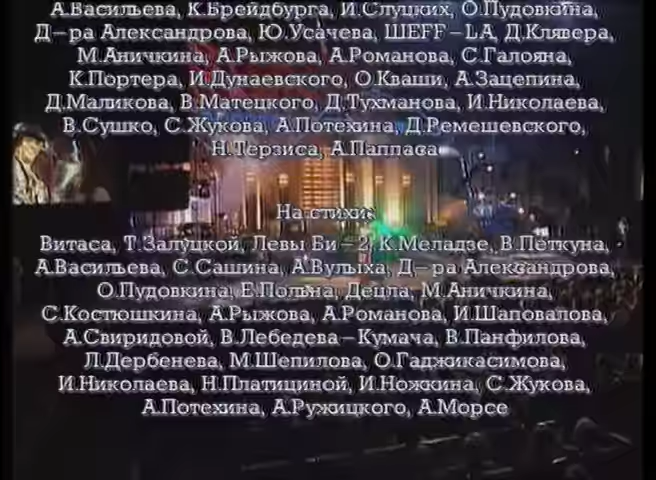 А.Васильева, К.Брейдбурга, И.Слуцких, О.Пудовкина,
Д-ра Александрова, Ю.Усачева, ШЕFF-LA, Д.Клявера,
М.Аничкина, А.Рыжова, А.Романова, С.Галояна,
К.Портера, И.Дунаевского, О.Кваши, А.Зацепина,
Д.Маликова, В.Матецкого, Д.Тухманова, И.Николаева,
В.Сушко, С.Жукова, А.Потехина, Д.Ремешевского,
Н.Терзиса, А.Паппаса
На стихи:
Витаса, Т.Залуцкой, Левы Би-2, К.Меладзе, В.Петкуна,
А.Васильева, С.Сашина, А.Вулыха, Д-ра Александрова,
О.Пудовкина, Е.Польна, Децла, М.Аничкина,
С.Костюшкина, А.Рыжова, А.Романова, И.Шаповалова,
А.Свиридовой, В.Лебедева-Кумача, В.Панфилова,
Л.Дербенева, М.Шепилова, О.Гаджикасимова,
И.Николаева, Н.Платициной, И.Ножкина, С.Жукова,
А.Потехина, А.Ружицкого, А.Морсе